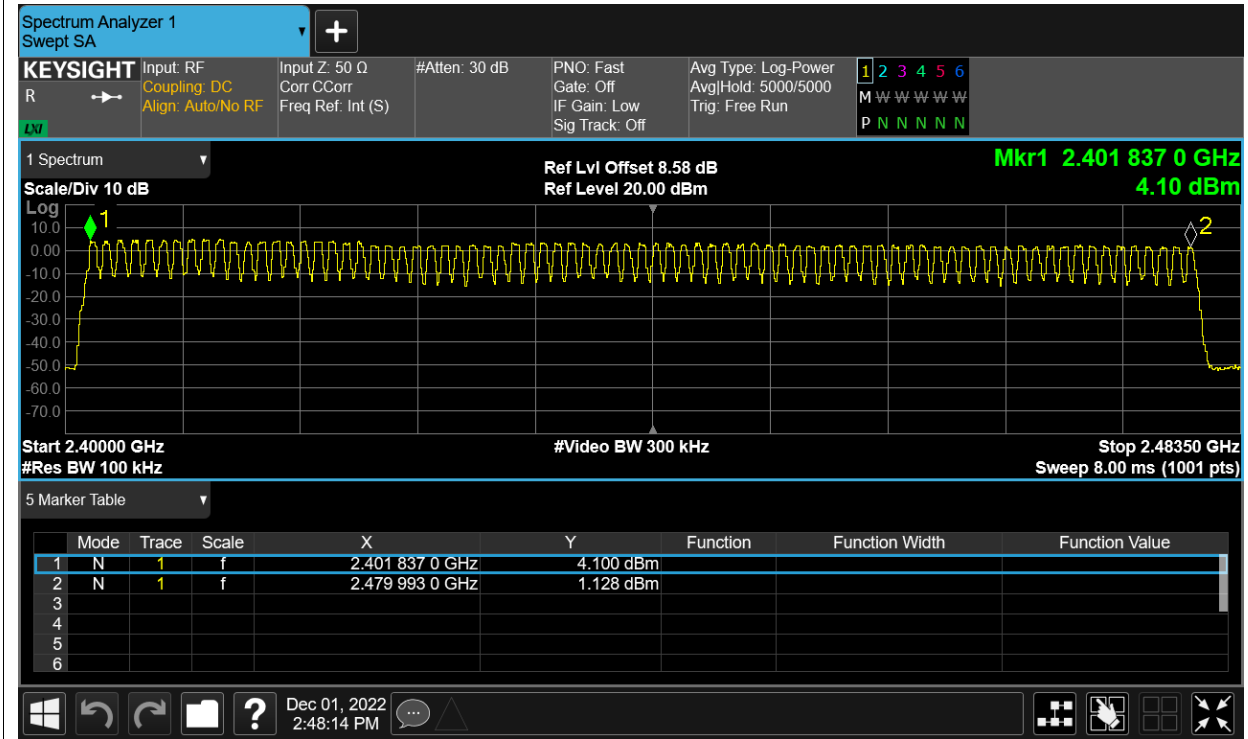 Spectrum Analyzer 1
Swept SA
KEYSIGHT
R
LXI
Input: RF
Coupling: DC
Align: Auto/No RF
Input Z: 50 Ω
Corr CCorr
Freq Ref: Int (S)
#Atten: 30 dB
PNO: Fast
Gate: Off
IF Gain: Low
Sig Track: Off
Avg Type: Log-Power
Avg|Hold: 5000/5000
Trig: Free Run
1 2 3 4 5 6
M W W W W W
P N N N N N
1 Spectrum
Scale/Div 10 dB
Ref Lvl Offset 8.58 dB
Ref Level 20.00 dBm
Mkr1 2.401 837 0 GHz
4.10 dBm
Log
1
2
10.0
0.00
-10.0
-20.0
-30.0
-40.0
-50.0
-60.0
-70.0
Start 2.40000 GHz
#Video BW 300 kHz
Stop 2.48350 GHz
#Res BW 100 kHz
Sweep 8.00 ms (1001 pts)
5 Marker Table
Mode Trace Scale X Y Function Function Width Function Value
1 N 1 f 2.401 837 0 GHz 4.100 dBm
2 N 1 f 2.479 993 0 GHz 1.128 dBm
3
4
5
6
?
Dec 01, 2022
2:48:14 PM